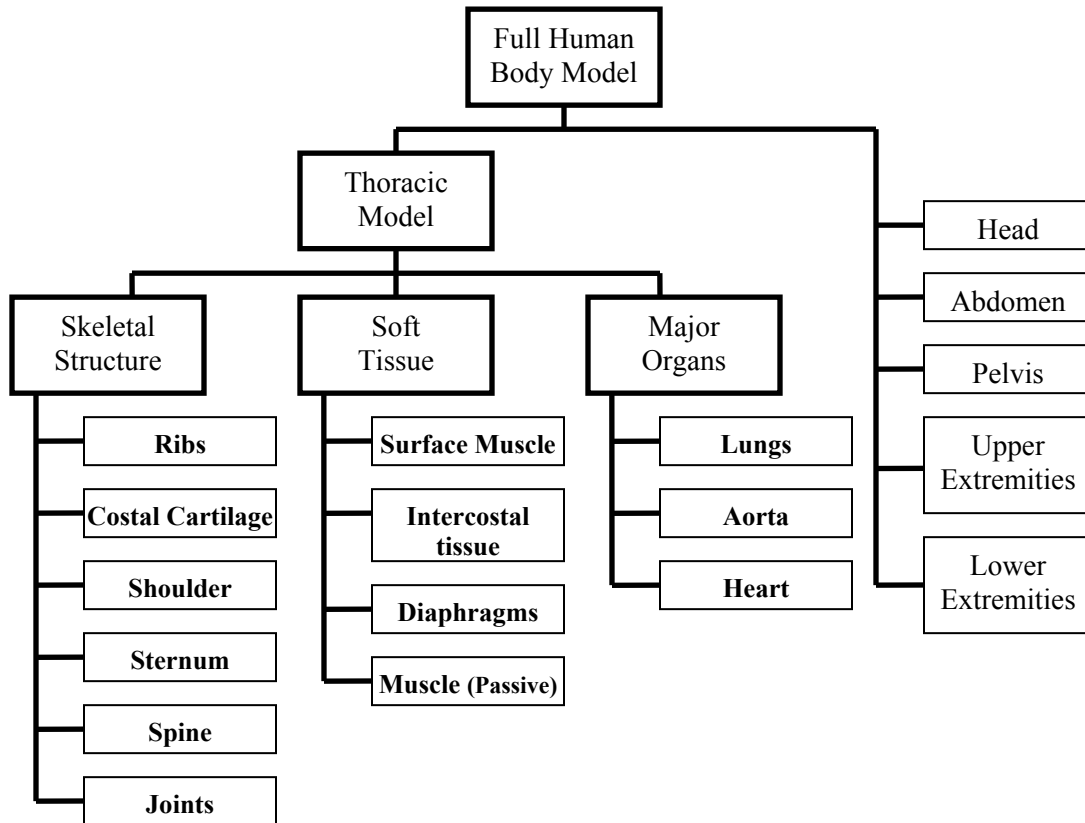 Full Human
Body Model
Thoracic
Model
Skeletal
Structure
Ribs
Costal Cartilage
Shoulder
Sternum
Spine
Joints
Soft
Tissue
Surface Muscle
Intercostal
tissue
Diaphragms
Muscle (Passive)
Major
Organs
Lungs
Aorta
Heart
Head
Abdomen
Pelvis
Upper
Extremities
Lower
Extremities